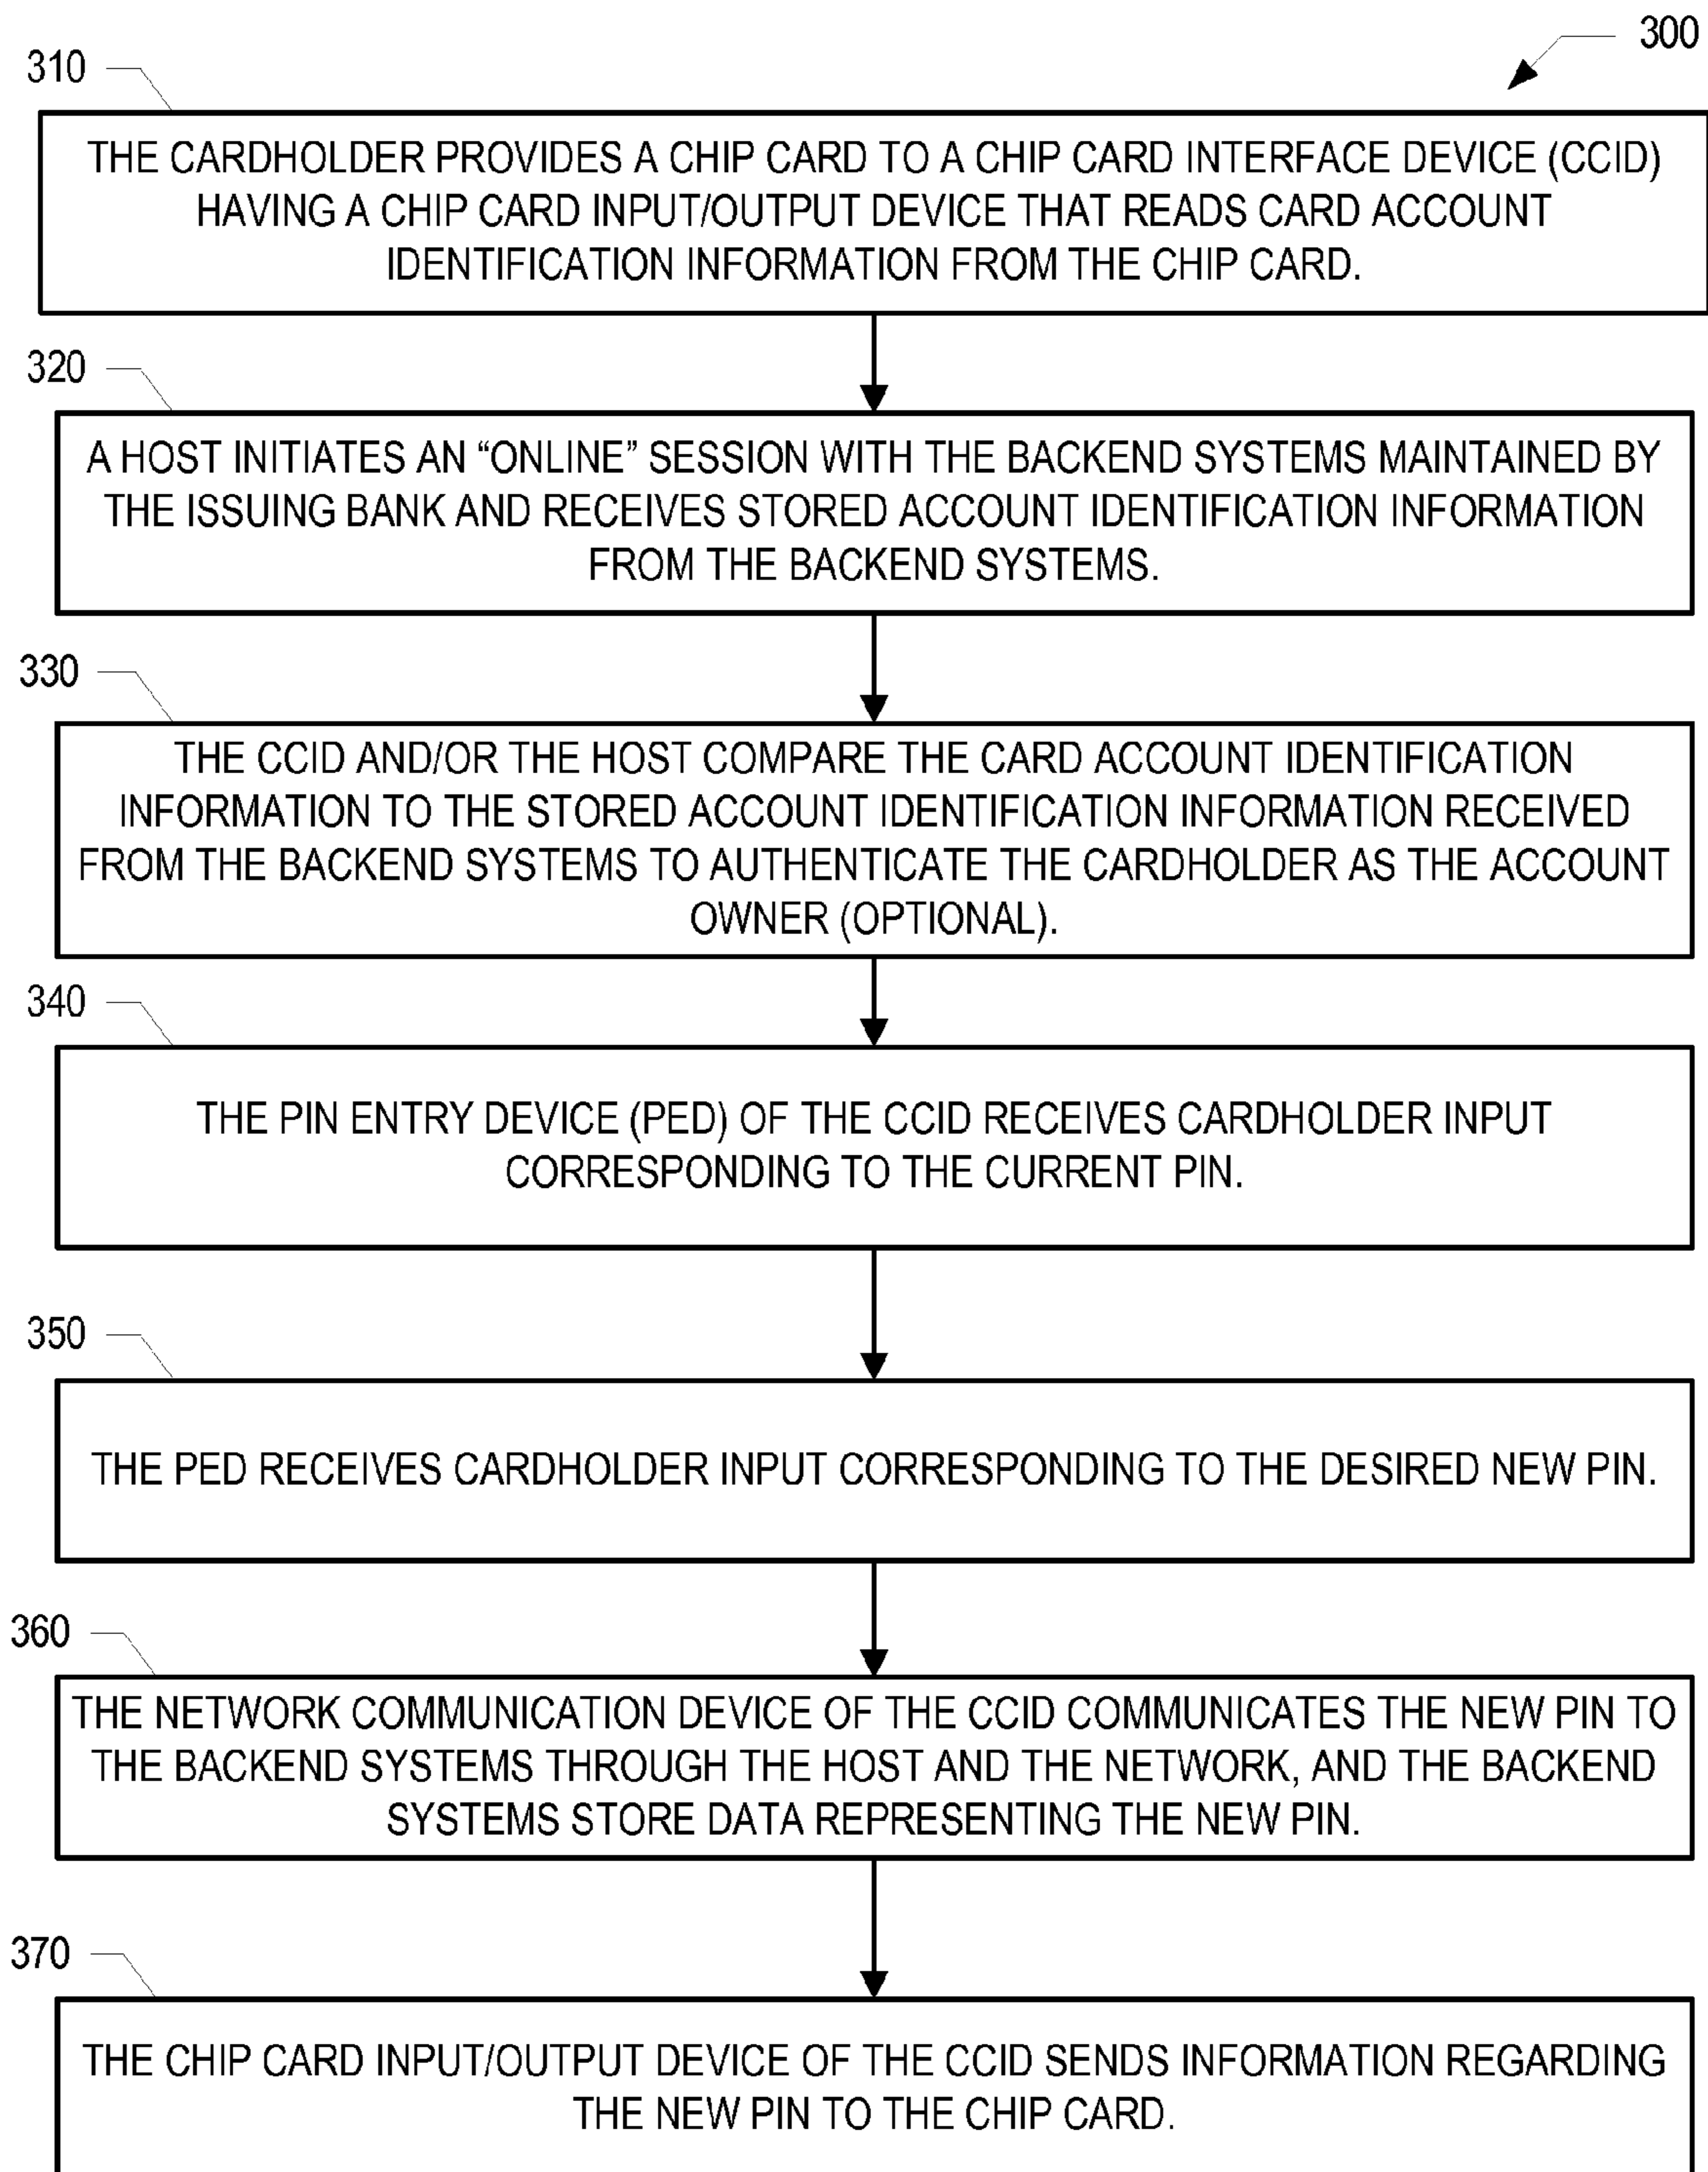 300
310
THE CARDHOLDER PROVIDES A CHIP CARD TO A CHIP CARD INTERFACE DEVICE (CCID)
HAVING A CHIP CARD INPUT/OUTPUT DEVICE THAT READS CARD ACCOUNT
IDENTIFICATION INFORMATION FROM THE CHIP CARD.
320
A HOST INITIATES AN “ONLINE” SESSION WITH THE BACKEND SYSTEMS MAINTAINED BY
THE ISSUING BANK AND RECEIVES STORED ACCOUNT IDENTIFICATION INFORMATION
FROM THE BACKEND SYSTEMS.
330
THE CCID AND/OR THE HOST COMPARE THE CARD ACCOUNT IDENTIFICATION
INFORMATION TO THE STORED ACCOUNT IDENTIFICATION INFORMATION RECEIVED
FROM THE BACKEND SYSTEMS TO AUTHENTICATE THE CARDHOLDER AS THE ACCOUNT
OWNER (OPTIONAL).
340
THE PIN ENTRY DEVICE (PED) OF THE CCID RECEIVES CARDHOLDER INPUT
CORRESPONDING TO THE CURRENT PIN.
350
THE PED RECEIVES CARDHOLDER INPUT CORRESPONDING TO THE DESIRED NEW PIN.
360
THE NETWORK COMMUNICATION DEVICE OF THE CCID COMMUNICATES THE NEW PIN TO
THE BACKEND SYSTEMS THROUGH THE HOST AND THE NETWORK, AND THE BACKEND
SYSTEMS STORE DATA REPRESENTING THE NEW PIN.
370
THE CHIP CARD INPUT/OUTPUT DEVICE OF THE CCID SENDS INFORMATION REGARDING
THE NEW PIN TO THE CHIP CARD.